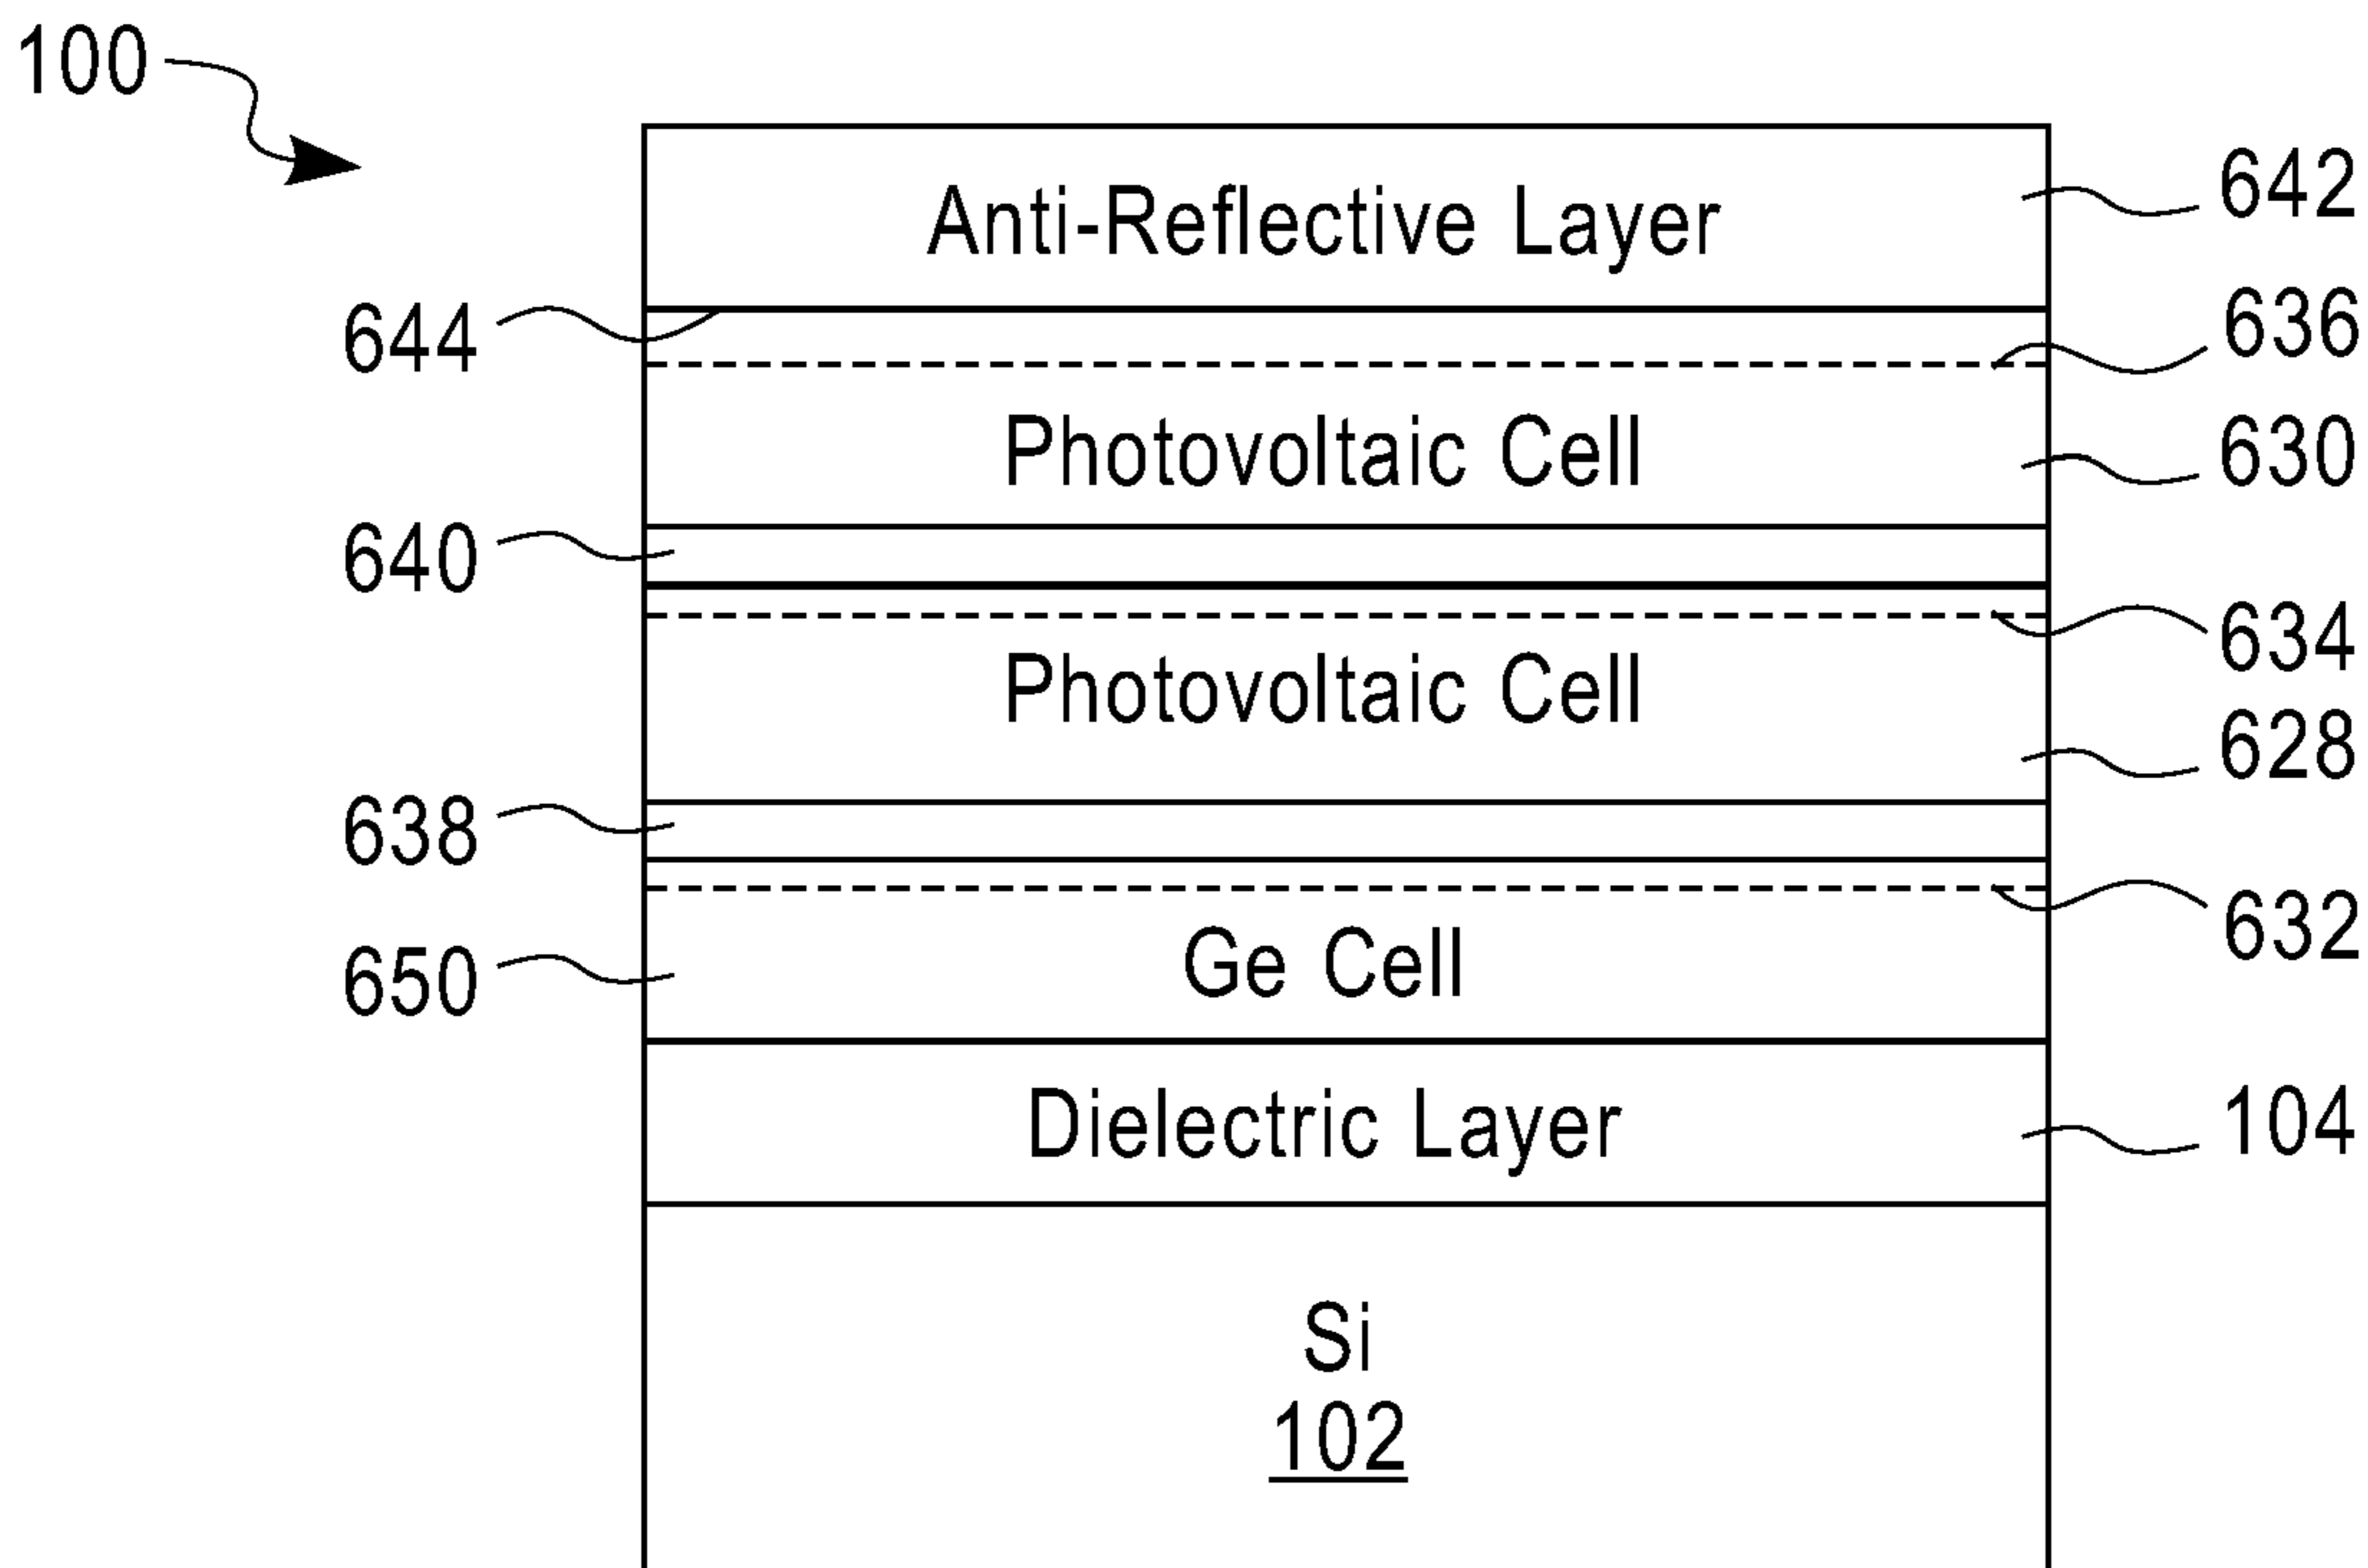 100
Anti-Reflective Layer
642
644
636
Photovoltaic Cell
630
640
634
Photovoltaic Cell
628
638
632
Ge Cell
650
Dielectric Layer
104
Si
102